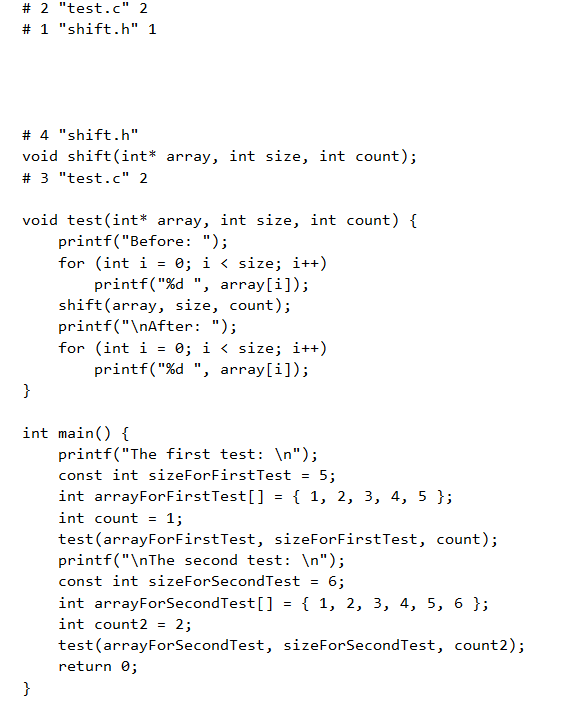 # 2 "test.c" 2
# 1 "shift.h" 1
# 4 "shift.h"
void shift(int* array, int size, int count);
# 3 "test.c" 2
void test(int* array, int size, int count) {
    printf("Before: ");
    for (int i = 0; i < size; i++)
        printf("%d ", array[i]);
    shift(array, size, count);
    printf("\nAfter: ");
    for (int i = 0; i < size; i++)
        printf("%d ", array[i]);
}
int main() {
    printf("The first test: \n");
    const int sizeForFirstTest = 5;
    int arrayForFirstTest[] = { 1, 2, 3, 4, 5 };
    int count = 1;
    test(arrayForFirstTest, sizeForFirstTest, count);
    printf("\nThe second test: \n");
    const int sizeForSecondTest = 6;
    int arrayForSecondTest[] = { 1, 2, 3, 4, 5, 6 };
    int count2 = 2;
    test(arrayForSecondTest, sizeForSecondTest, count2);
    return 0;
}